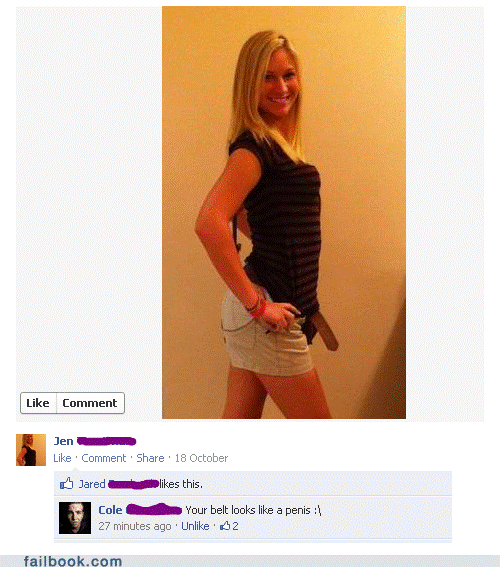 Like Comment
Jen
Like · Comment · Share · 18 October
Jared likes this.
Cole Your belt looks like a penis :\
27 minutes ago · Unlike · 2
failbook.com